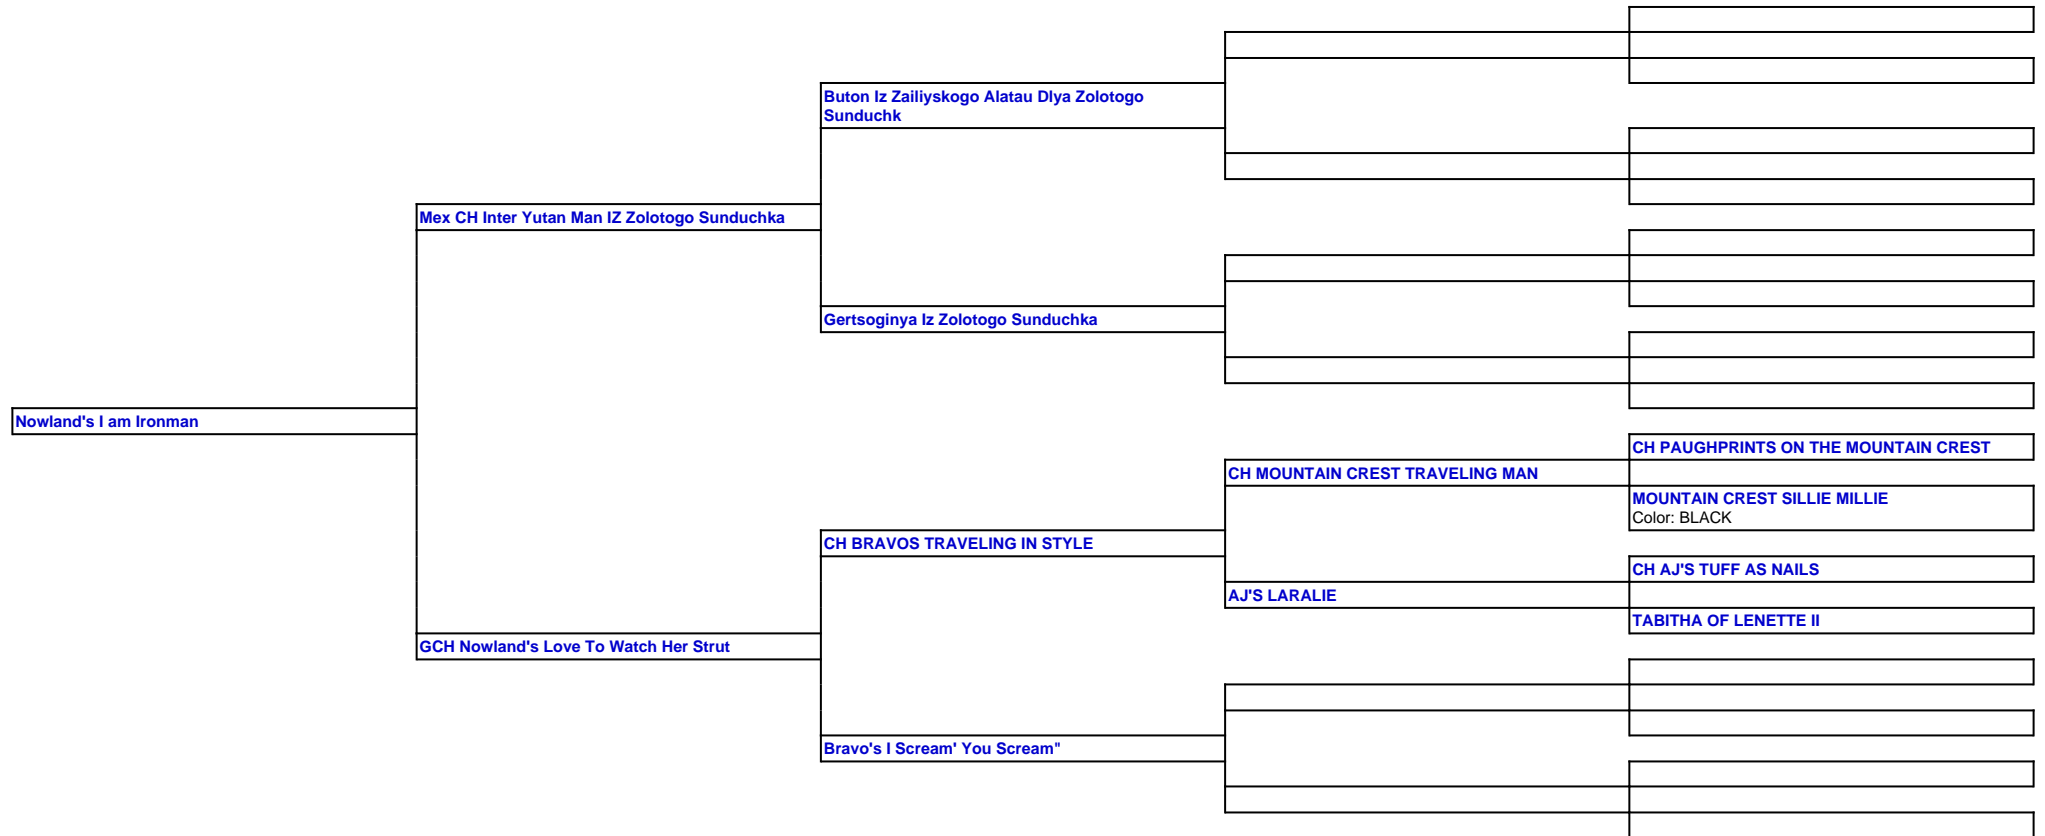 Buton Iz Zailiyskogo Alatau Dlya Zolotogo
Sunduchk
Mex CH Inter Yutan Man IZ Zolotogo Sunduchka
Gertsoginya Iz Zolotogo Sunduchka
Nowland's I am Ironman
CH PAUGHPRINTS ON THE MOUNTAIN CREST
CH MOUNTAIN CREST TRAVELING MAN
MOUNTAIN CREST SILLIE MILLIE
Color: BLACK
CH BRAVOS TRAVELING IN STYLE
CH AJ'S TUFF AS NAILS
AJ'S LARALIE
TABITHA OF LENETTE II
GCH Nowland's Love To Watch Her Strut
Bravo's I Scream' You Scream"